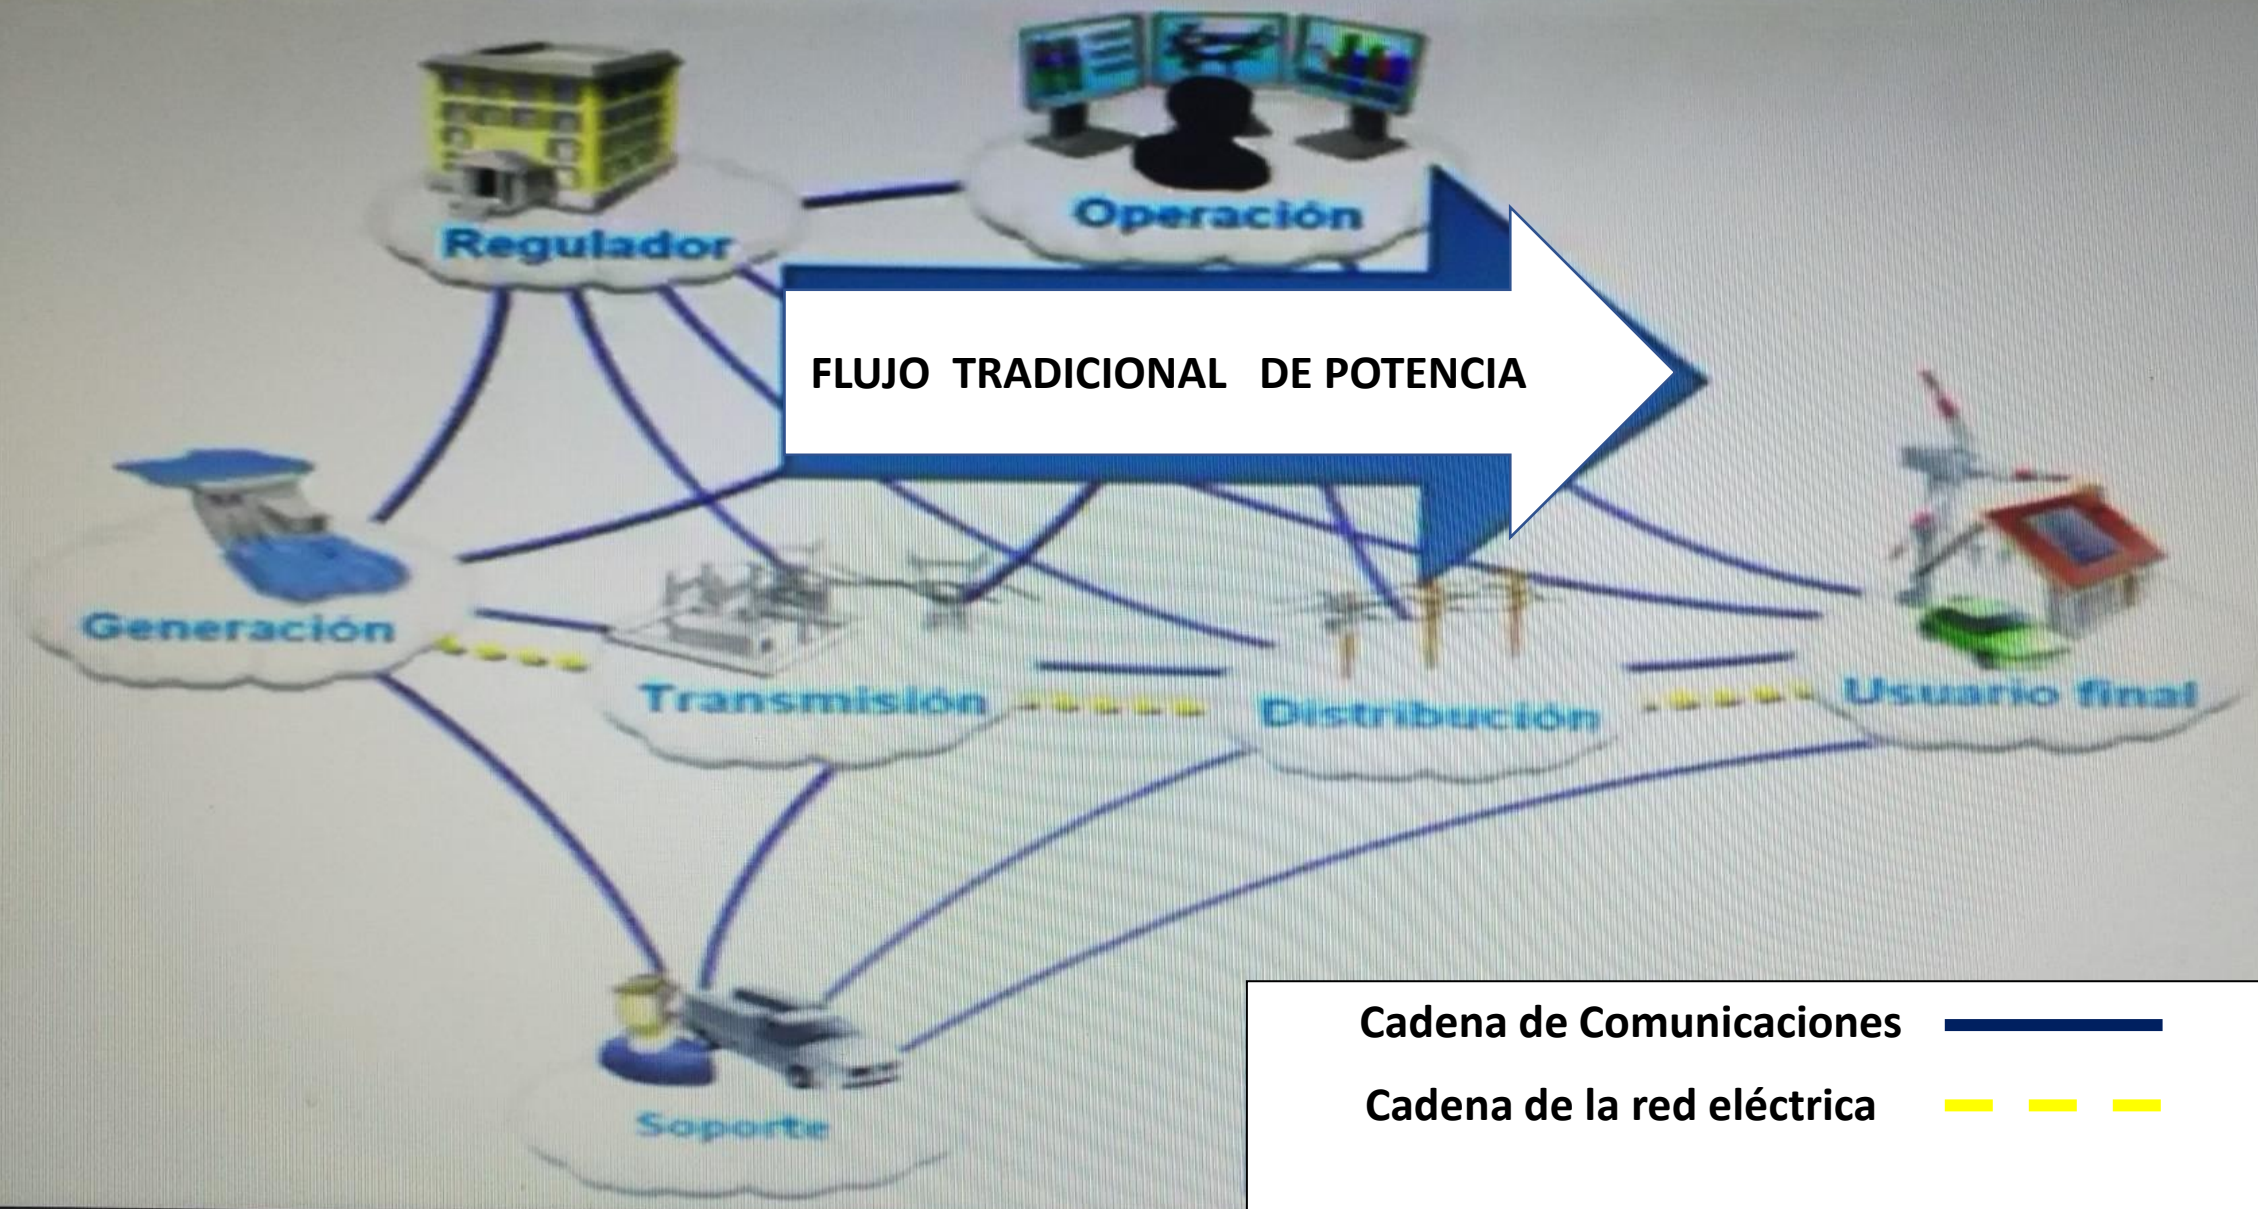 Operación
Regulador
FLUJO TRADICIONAL DE POTENCIA
Generación
Transmisión
Distribución
Usuario final
Soporte
Cadena de Comunicaciones
Cadena de la red eléctrica